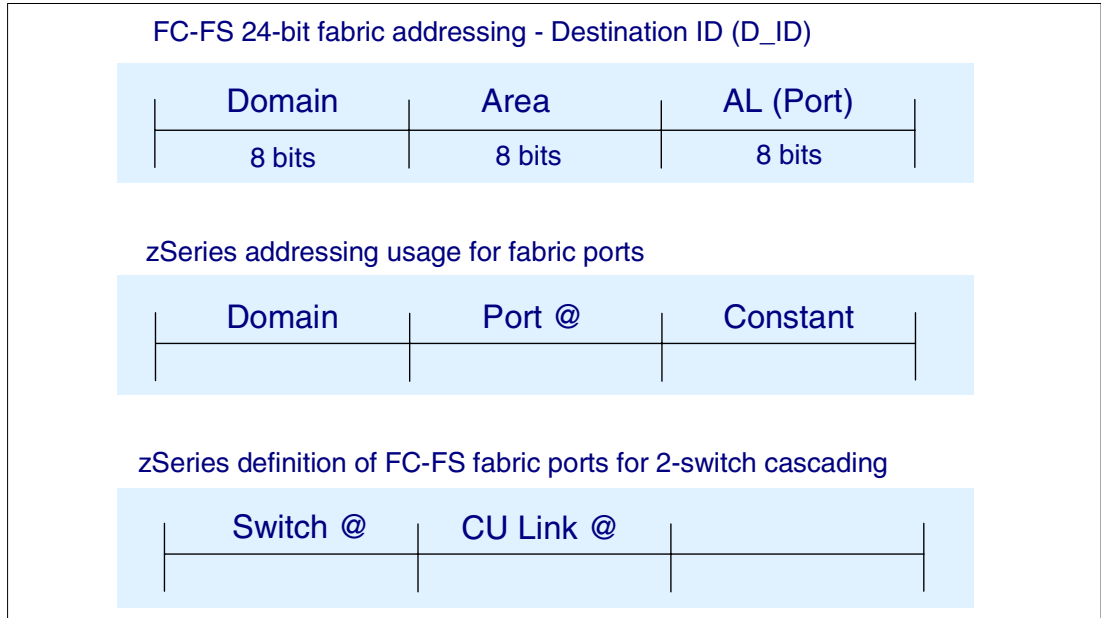 FC-FS 24-bit fabric addressing - Destination ID (D_ID)
Domain Area AL (Port)
8 bits 8 bits 8 bits
zSeries addressing usage for fabric ports
Domain Port @ Constant
zSeries definition of FC-FS fabric ports for 2-switch cascading
Switch @ CU Link @